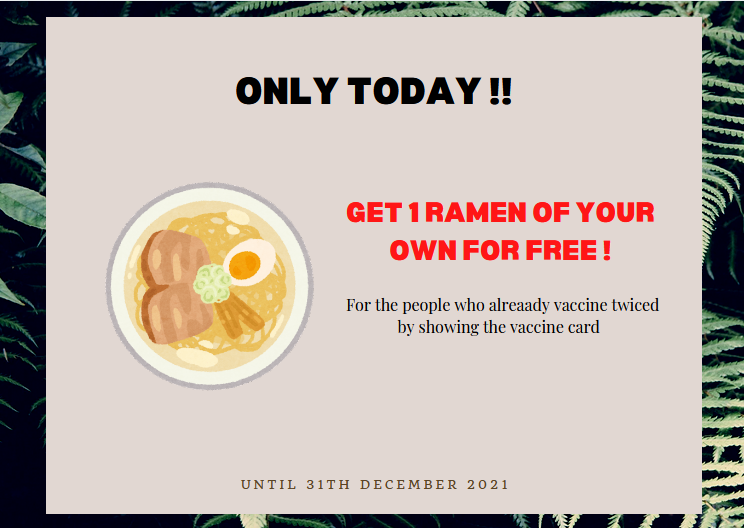 ONLY TODAY !!
GET 1 RAMEN OF YOUR
OWN FOR FREE !
For the people who alreaady vaccine twiced
by showing the vaccine card
UNTIL 31TH DECEMBER 2021